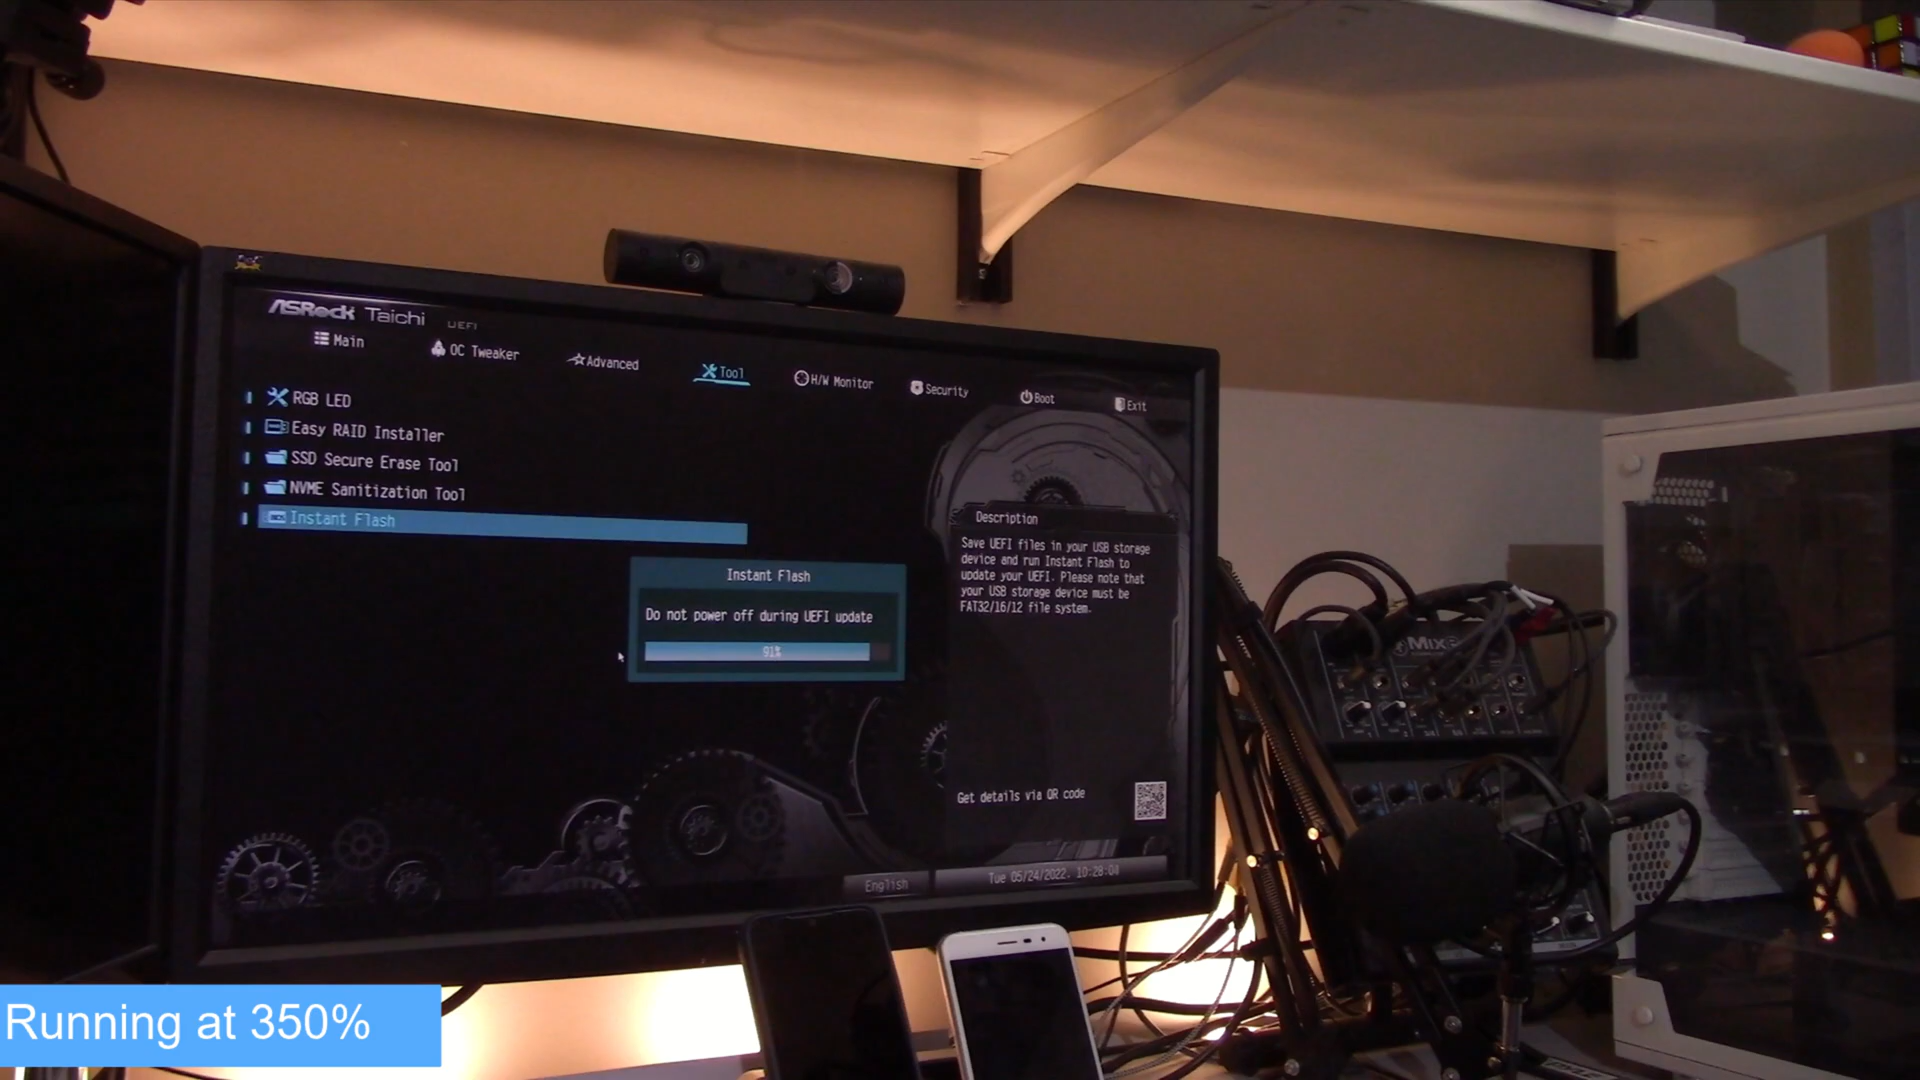 ASRock Taichi UEFI
Main
OC Tweaker
Advanced
Tool
H/W Monitor
Security
Boot
Exit
RGB LED
Easy RAID Installer
SSD Secure Erase Tool
NVME Sanitization Tool
Instant Flash
Instant Flash
Do not power off during UEFI update
91%
Description
Save UEFI files in your USB storage
device and run Instant Flash to
update your UEFI. Please note that
your USB storage device must be
FAT32/16/12 file system.
Get details via QR code
English
Tue 05/24/2022. 10:28:04
Running at 350%